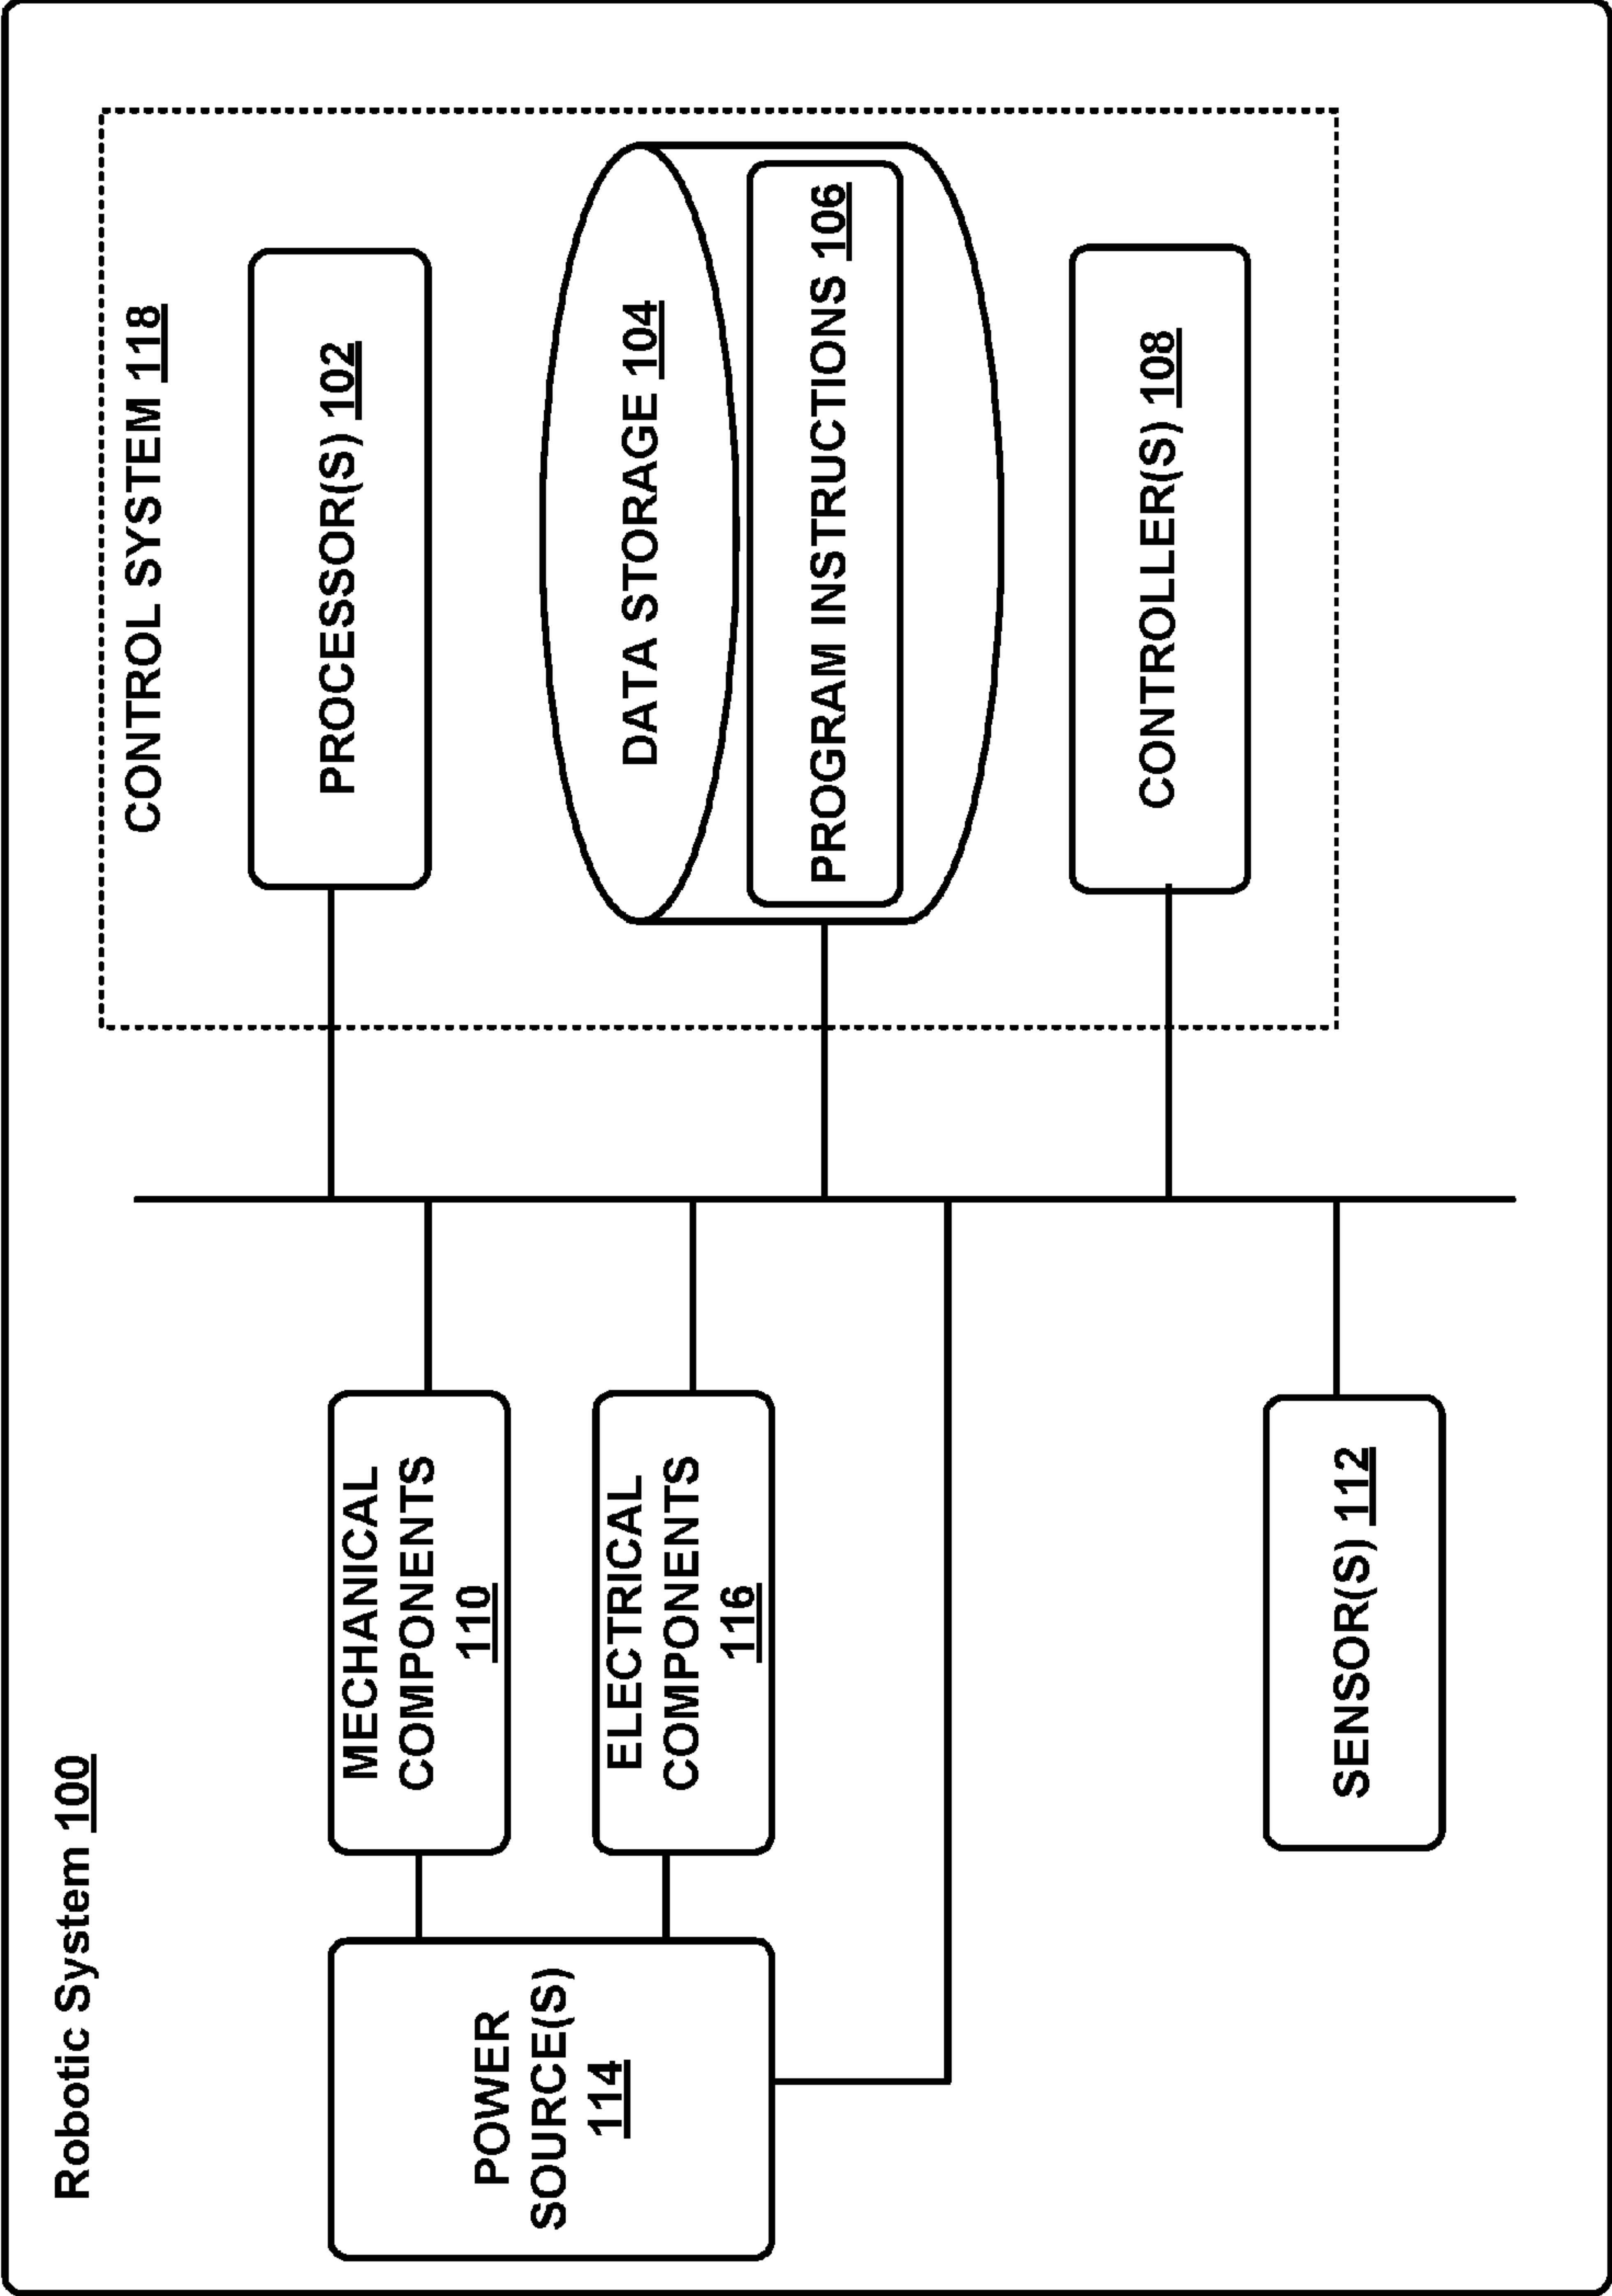 Robotic System 100
CONTROL SYSTEM 118
PROCESSOR(S) 102
DATA STORAGE 104
PROGRAM INSTRUCTIONS 106
CONTROLLER(S) 108
MECHANICAL
COMPONENTS
110
ELECTRICAL
COMPONENTS
116
POWER
SOURCE(S)
114
SENSOR(S) 112